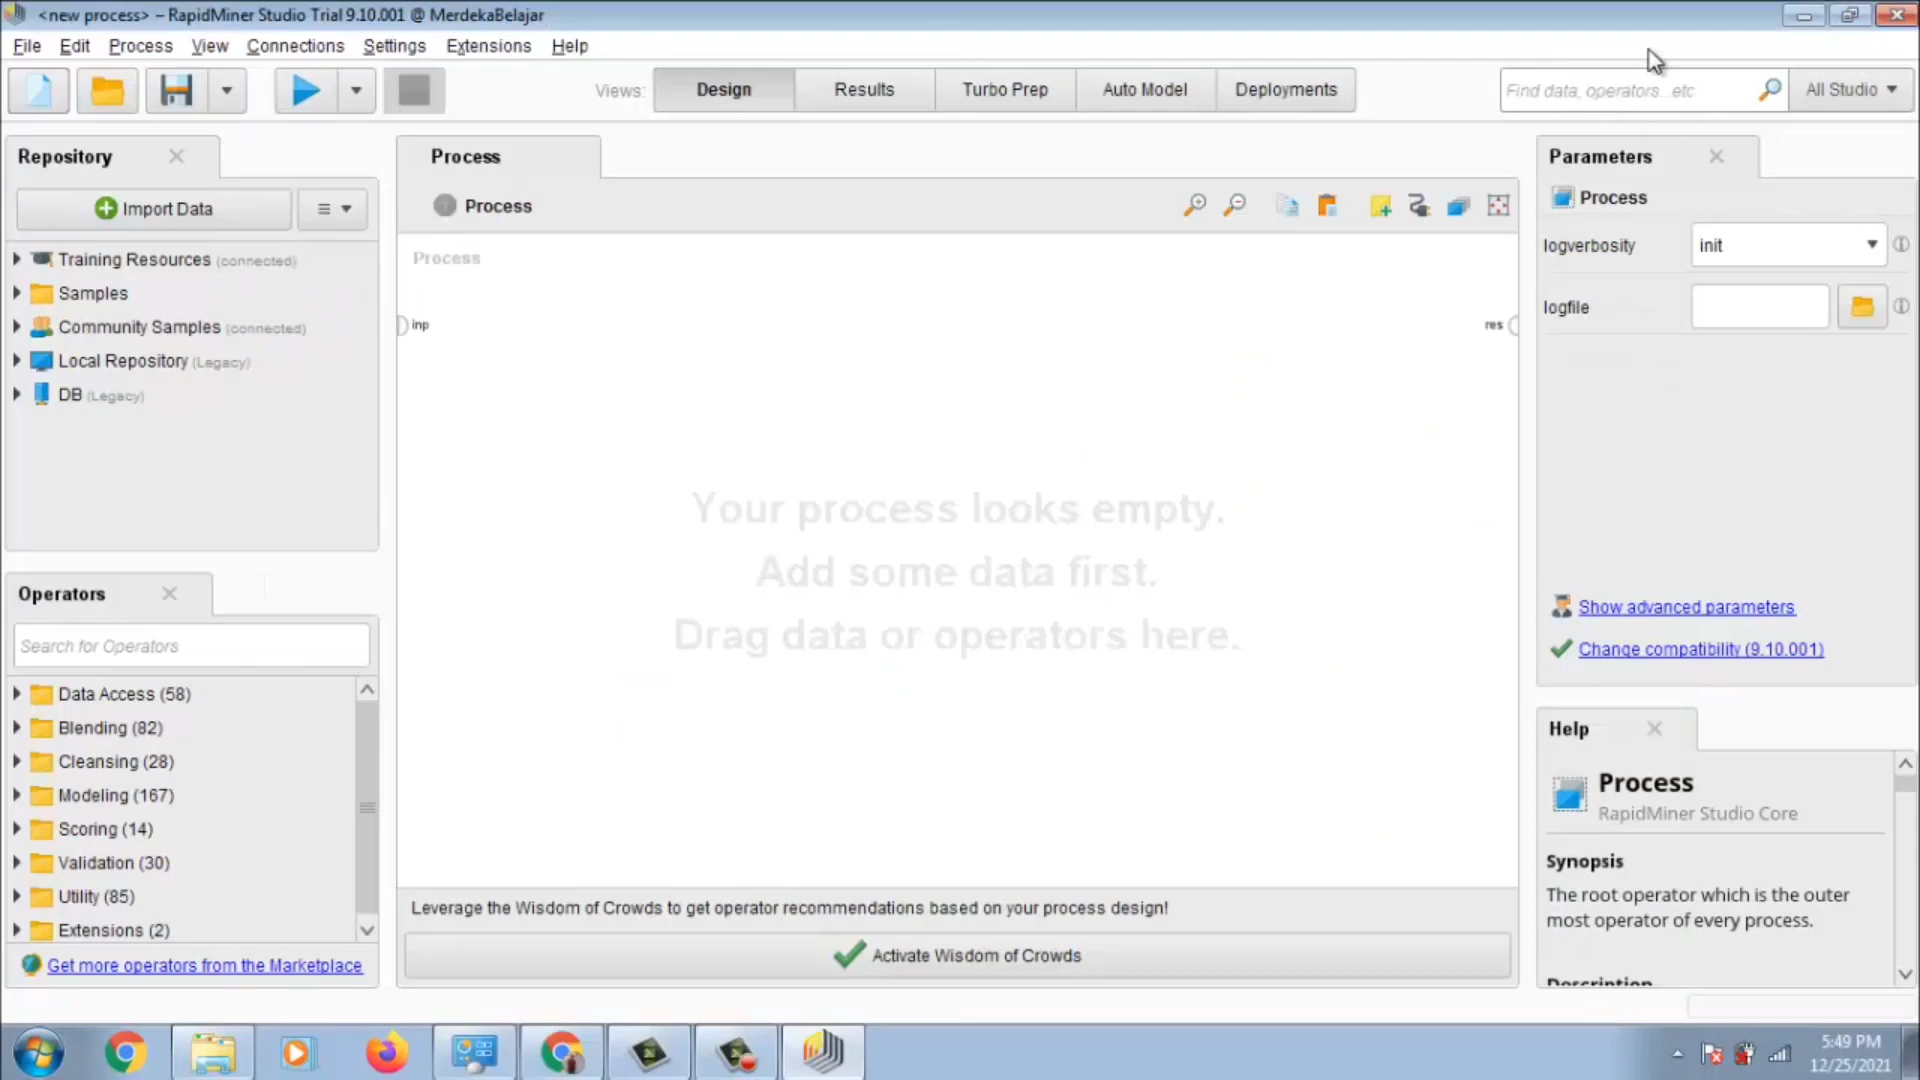 <new process> – RapidMiner Studio Trial 9.10.001 @ MerdekaBelajar
File Edit Process View Connections Settings Extensions Help
Views: Design Results Turbo Prep Auto Model Deployments
Find data, operators...etc
All Studio
Repository
Import Data
Training Resources (connected)
Samples
Community Samples (connected)
Local Repository (Legacy)
DB (Legacy)
Operators
Search for Operators
Data Access (58)
Blending (82)
Cleansing (28)
Modeling (167)
Scoring (14)
Validation (30)
Utility (85)
Extensions (2)
Get more operators from the Marketplace
Process
Process
Process
inp
res
Your process looks empty.
Add some data first.
Drag data or operators here.
Leverage the Wisdom of Crowds to get operator recommendations based on your process design!
Activate Wisdom of Crowds
Parameters
Process
logverbosity
init
logfile
Show advanced parameters
Change compatibility (9.10.001)
Help
Process
RapidMiner Studio Core
Synopsis
The root operator which is the outer
most operator of every process.
Description
5:49 PM
12/25/2021